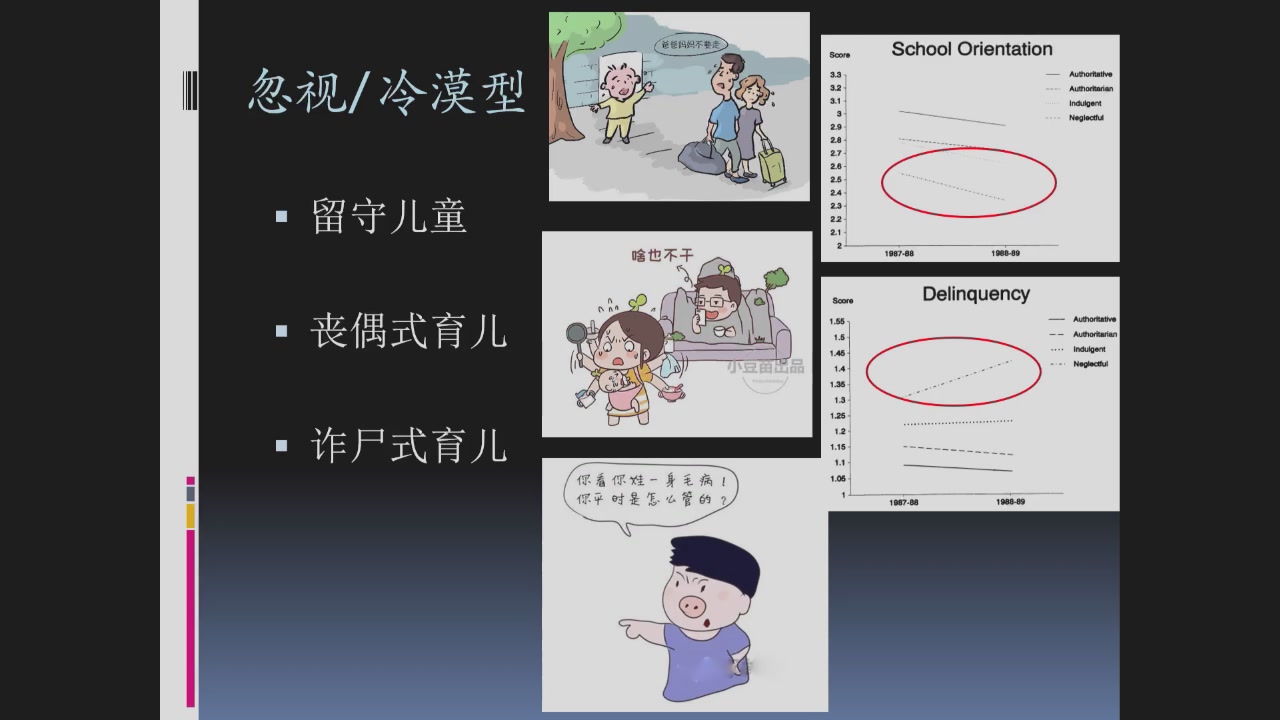 忽视/冷漠型
留守儿童
丧偶式育儿
诈尸式育儿
爸爸妈妈不要走
啥也不干
小豆苗出品
你看你娃一身毛病！
你平时是怎么管的？
School Orientation
Score
3.3
3.2
3.1
3
2.9
2.8
2.7
2.6
2.5
2.4
2.3
2.2
2.1
2
1987-88
1988-89
Authoritative
Authoritarian
Indulgent
Neglectful
Delinquency
Score
1.55
1.5
1.45
1.4
1.35
1.3
1.25
1.2
1.15
1.1
1.05
1
1987-88
1988-89
Authoritative
Authoritarian
Indulgent
Neglectful